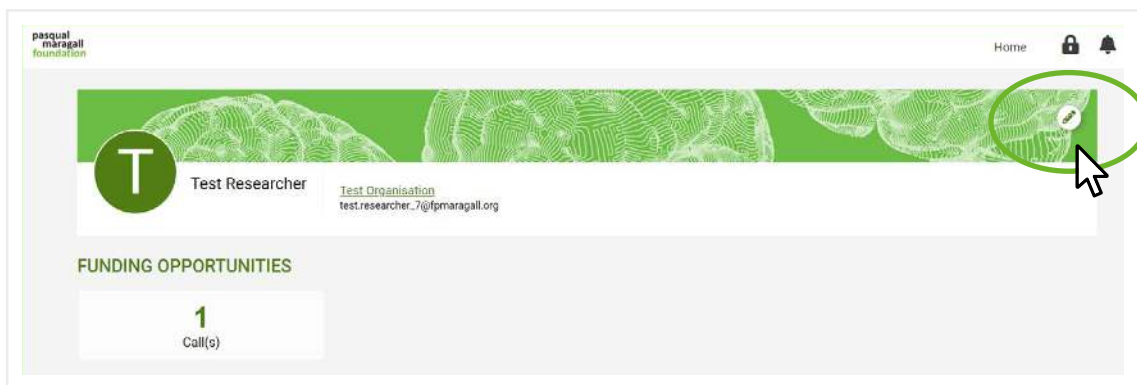 pasqual
maragall
foundation
Home
T
Test Researcher
Test Organisation
test.researcher_7@fpmaragall.org
FUNDING OPPORTUNITIES
1
Call(s)